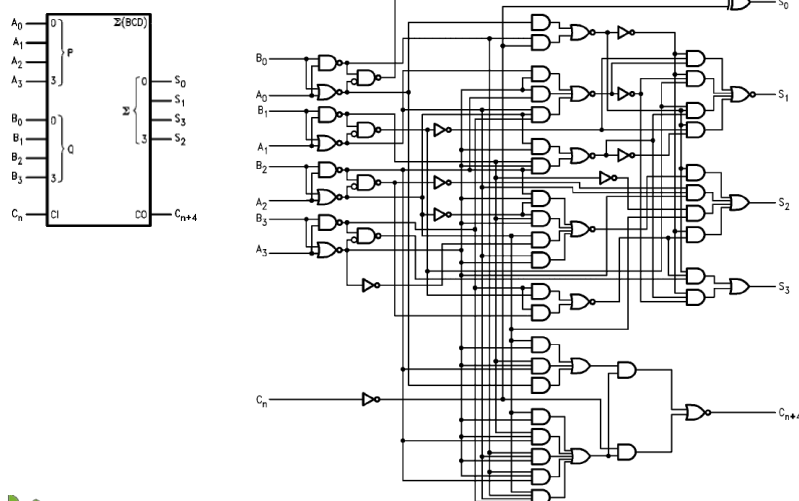 A₀ 0 Σ(BCD)
A₁ P
A₂ 0 S₀
A₃ 3 Σ S₁
B₀ 0 S₃
B₁ Q 3 S₂
B₂
B₃ 3
Cₙ CI CO Cₙ₊₄
S₀
B₀
A₀
B₁
S₁
A₁
B₂
A₂
S₂
B₃
A₃
S₃
Cₙ
Cₙ₊₄